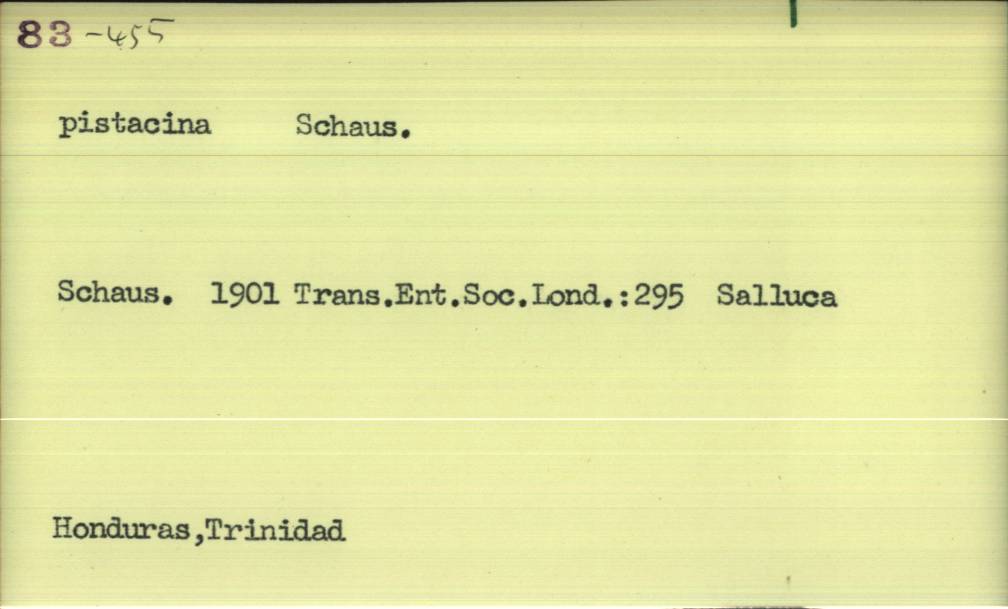 83-455
pistacina Schaus.
Schaus. 1901 Trans.Ent.Soc.Lond.:295 Salluca
Honduras,Trinidad